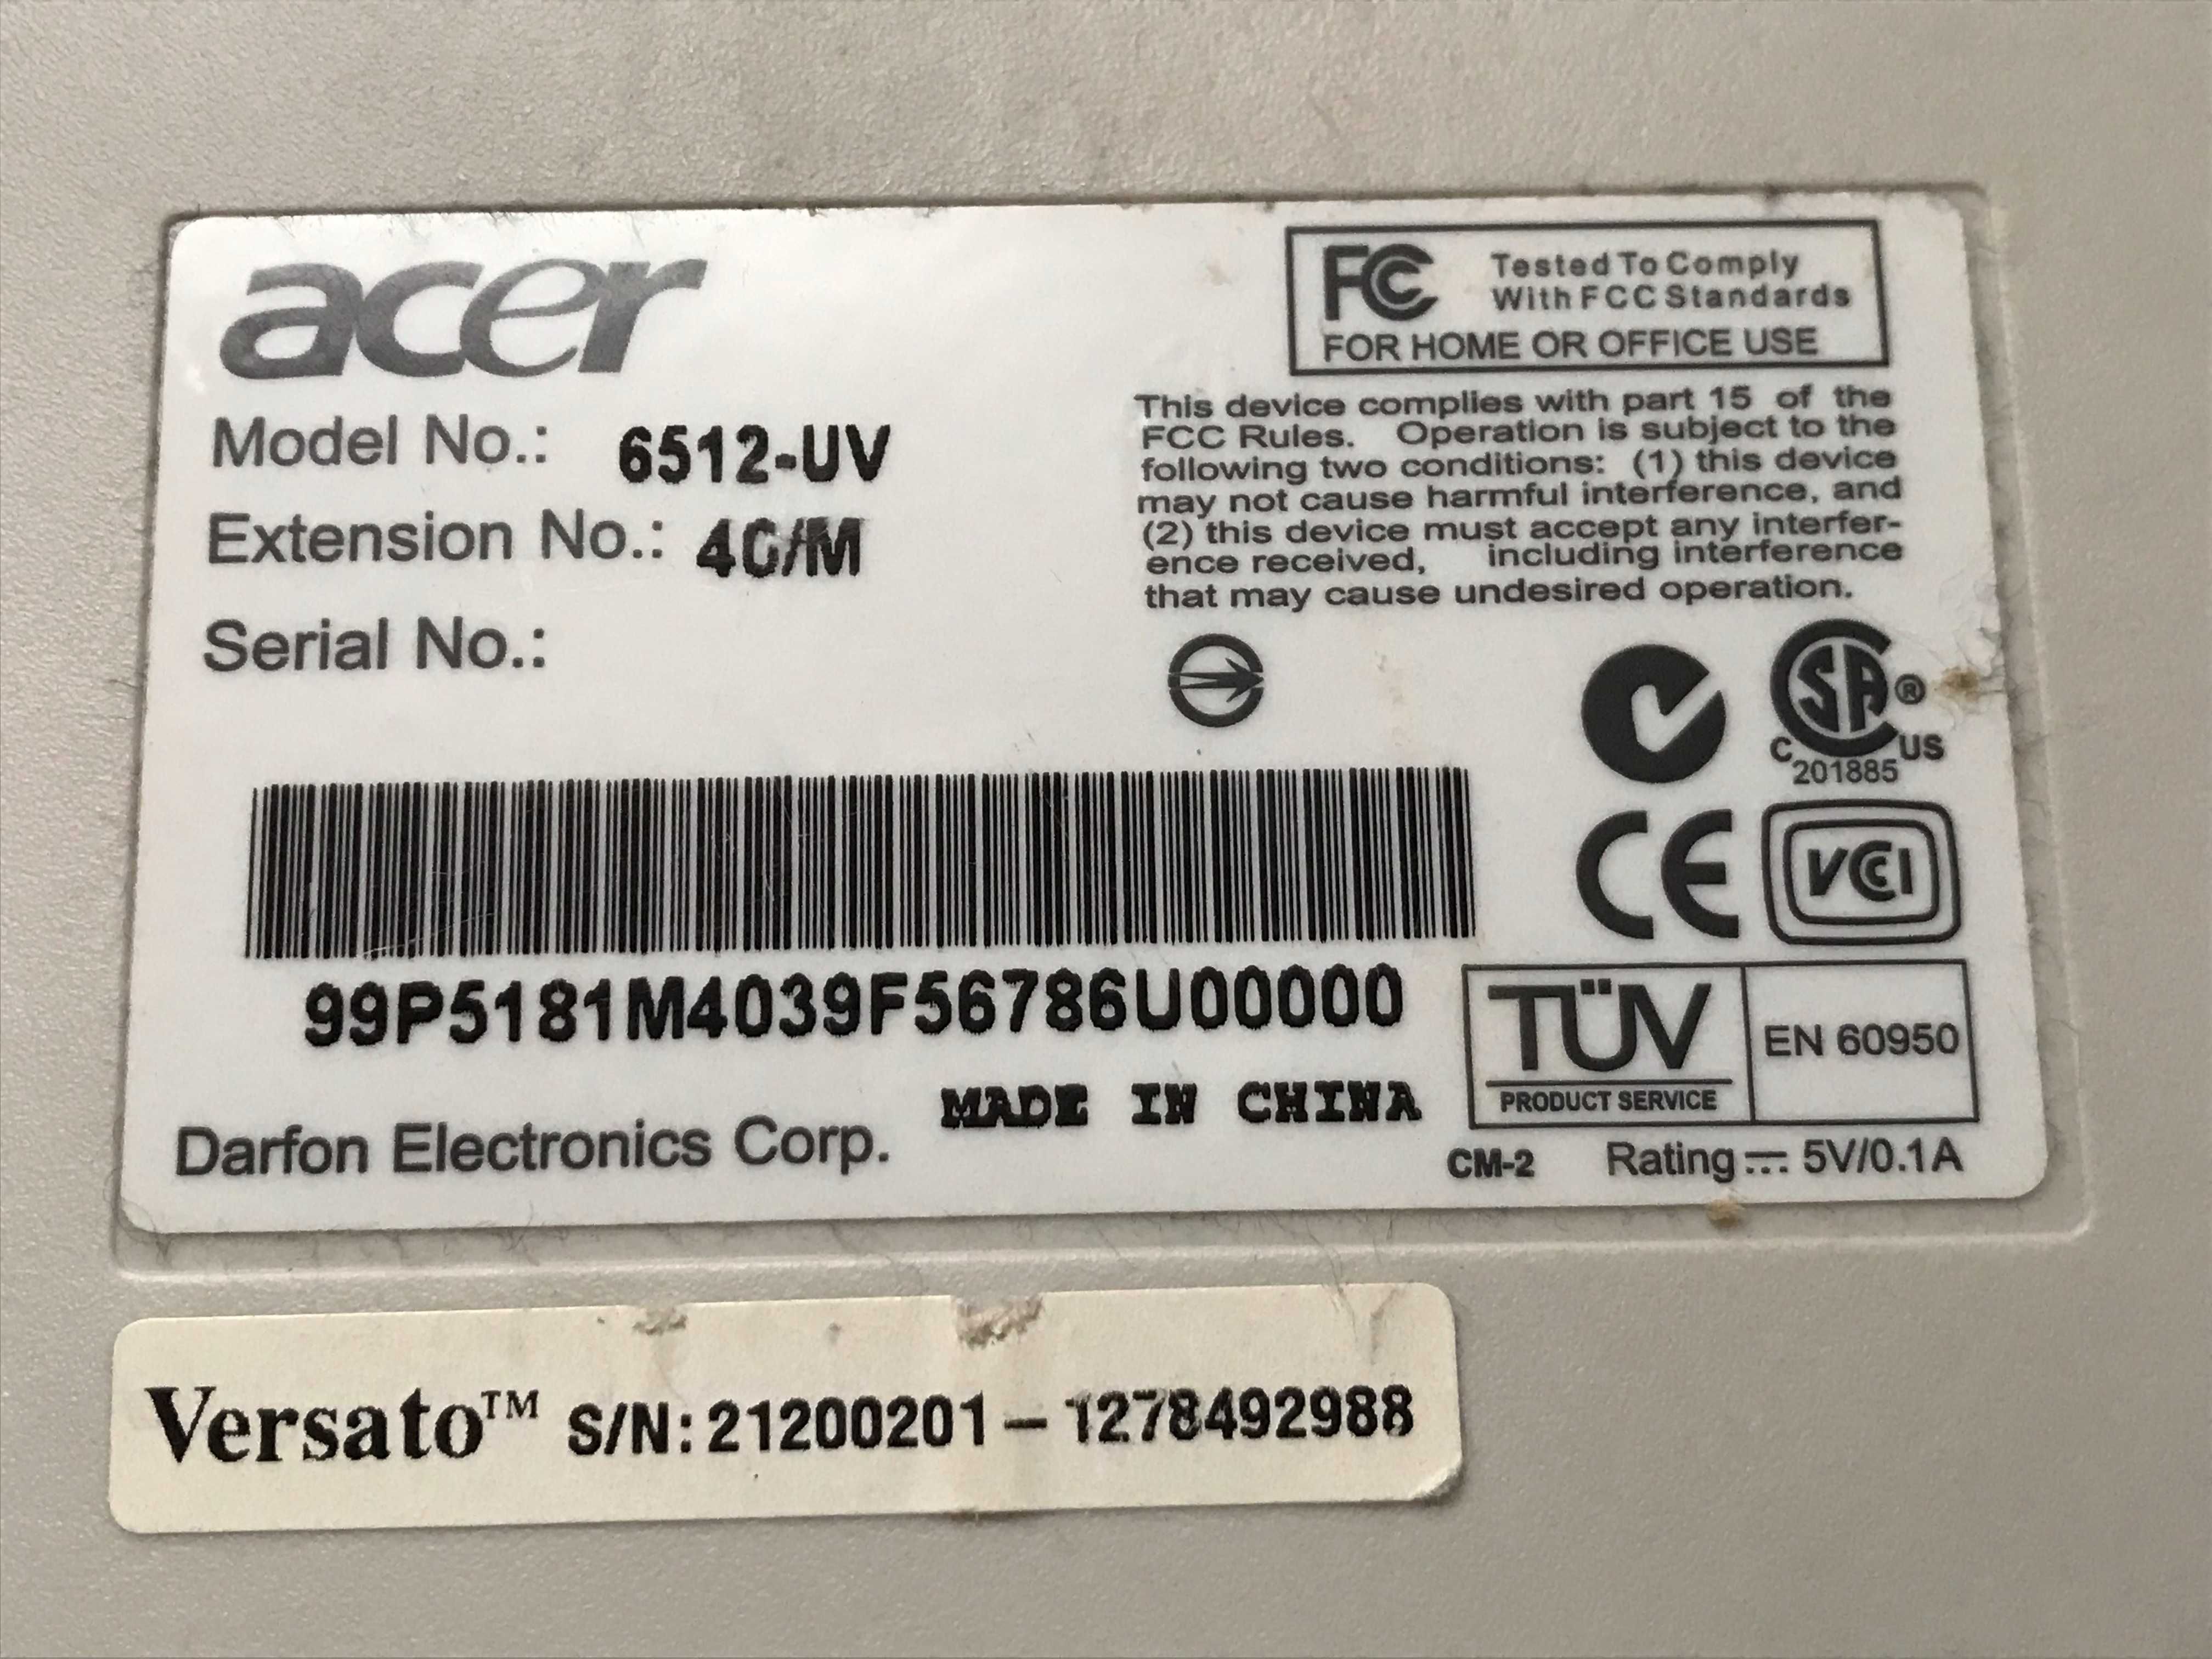 acer
FC Tested To Comply
With FCC Standards
FOR HOME OR OFFICE USE
Model No.: 6512-UV
Extension No.: 4C/M
Serial No.:
This device complies with part 15 of the
FCC Rules. Operation is subject to the
following two conditions: (1) this device
may not cause harmful interference, and
(2) this device must accept any interfer-
ence received, including interference
that may cause undesired operation.
SA®
C US
201885
CE
VCCI
99P5181M4039F56786U00000
MADE IN CHINA
Darfon Electronics Corp.
TÜV
PRODUCT SERVICE
EN 60950
CM-2 Rating 5V/0.1A
Versato™ S/N: 21200201 – 1278492988